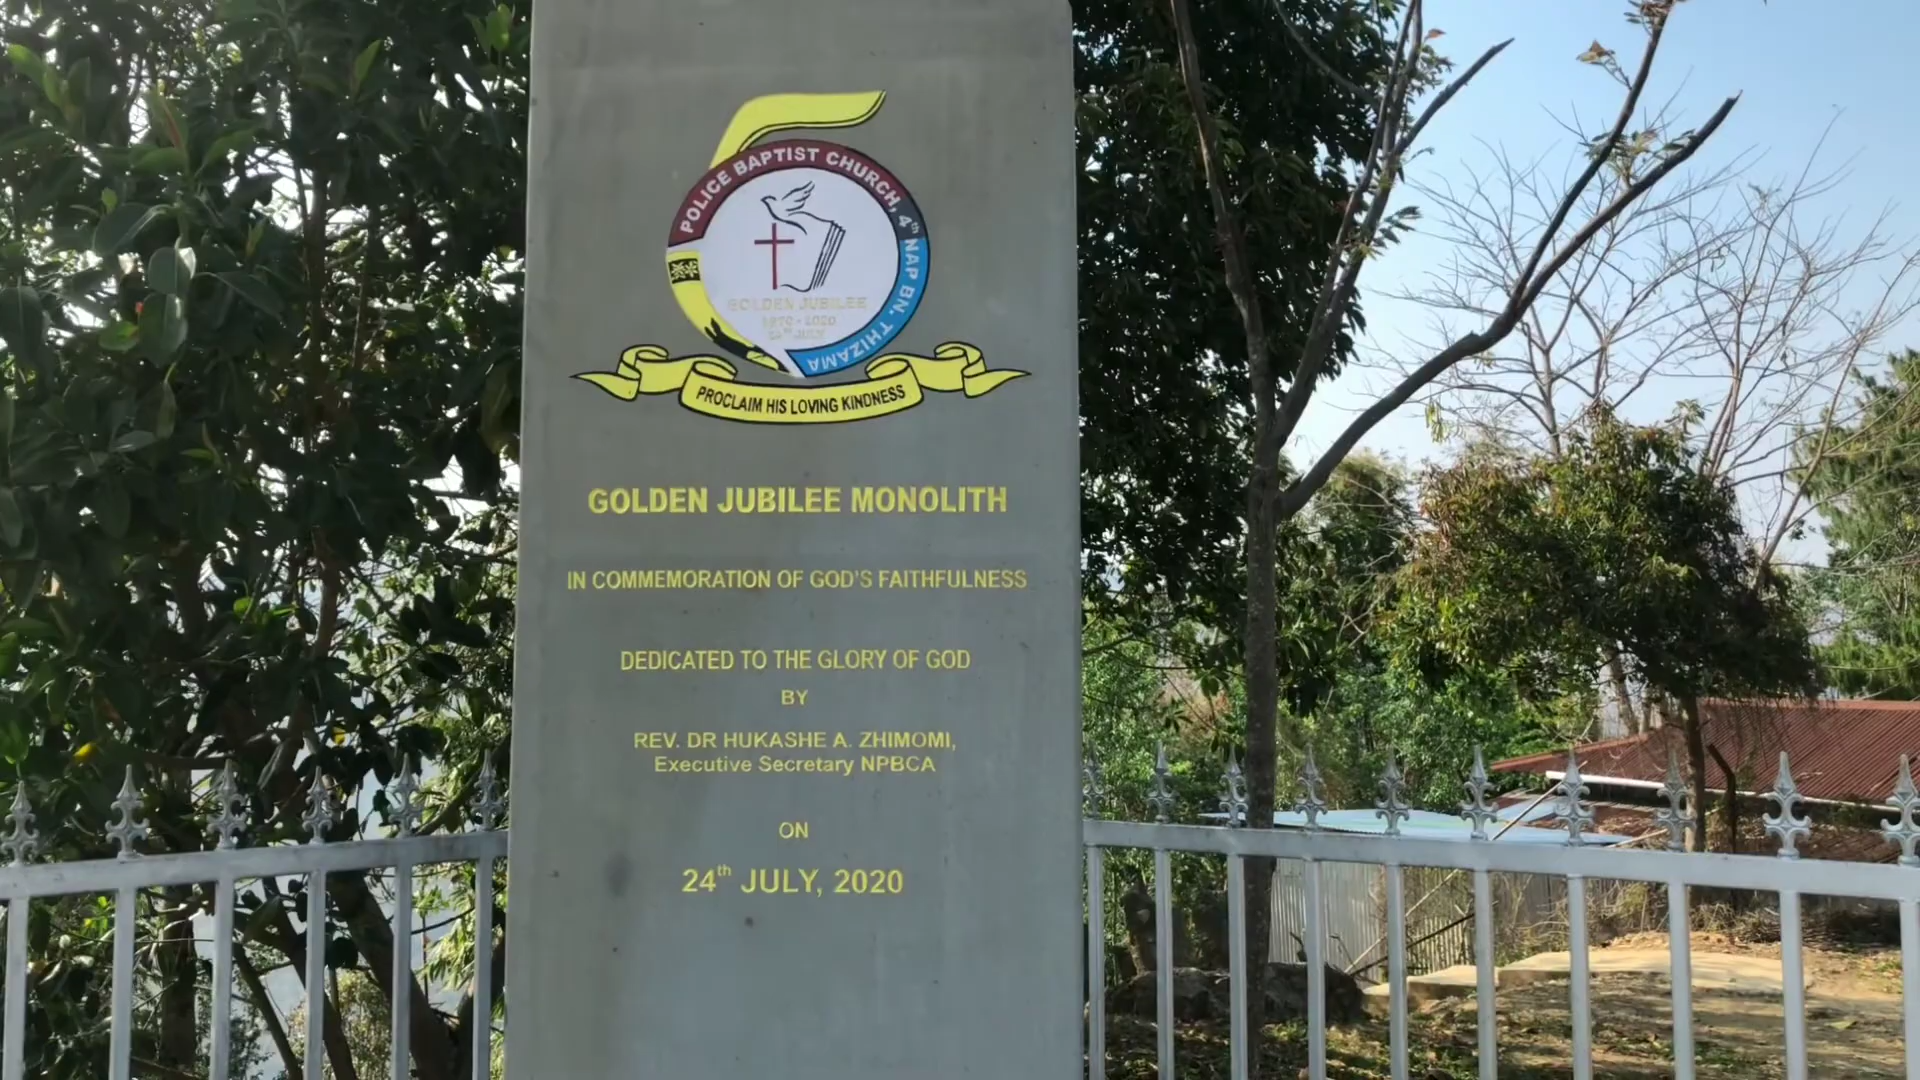 POLICE BAPTIST CHURCH, 4th NAP BN. THIZAMA
GOLDEN JUBILEE
1970 - 2020
24th JULY
PROCLAIM HIS LOVING KINDNESS
GOLDEN JUBILEE MONOLITH
IN COMMEMORATION OF GOD'S FAITHFULNESS
DEDICATED TO THE GLORY OF GOD
BY
REV. DR HUKASHE A. ZHIMOMI,
Executive Secretary NPBCA
ON
24th JULY, 2020